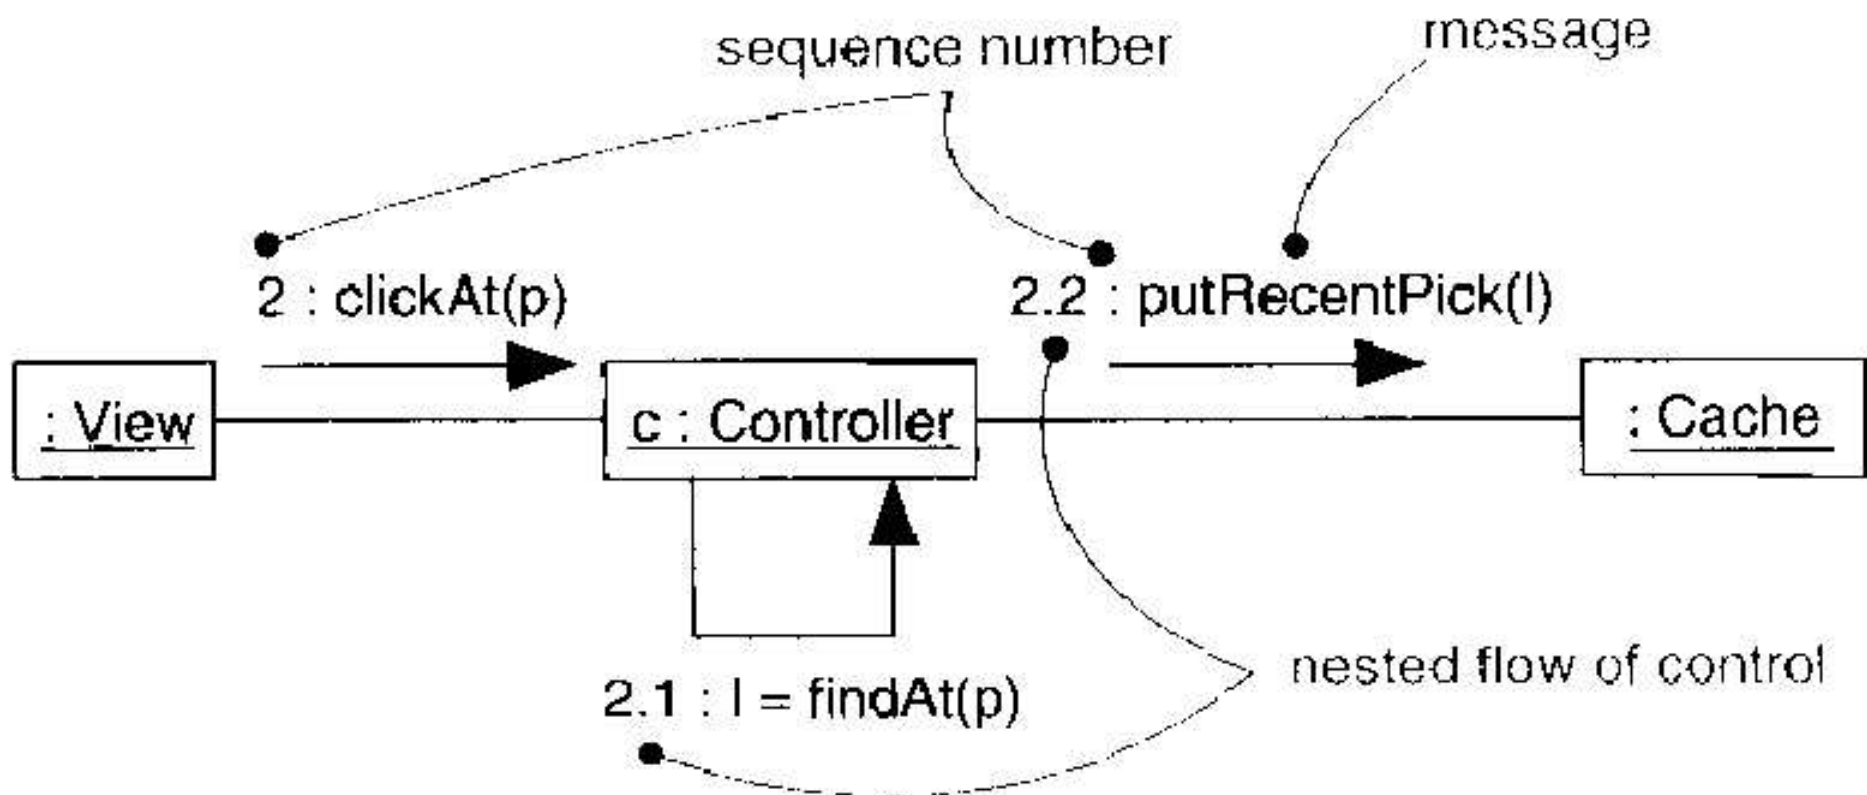 sequence number
message
2 : clickAt(p)
2.2 : putRecentPick(l)
: View
c : Controller
: Cache
nested flow of control
2.1 : l = findAt(p)